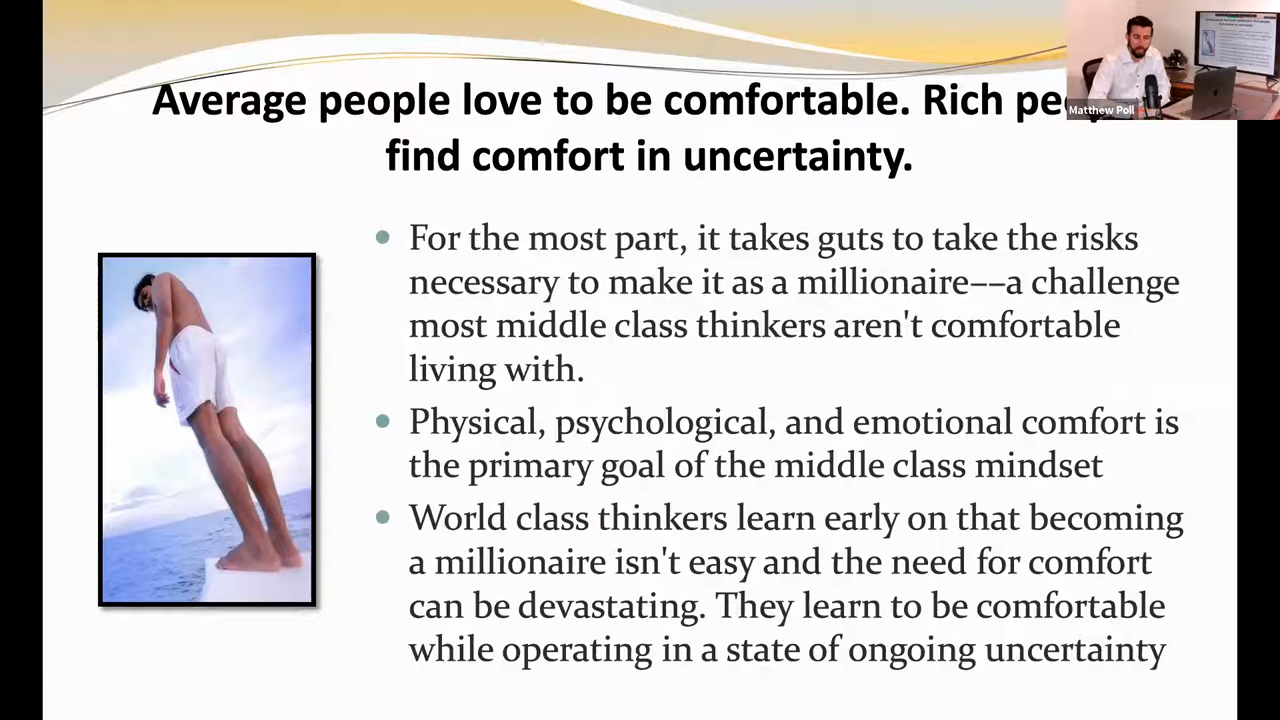 Average people love to be comfortable. Rich
find comfort in uncertainty.
Matthew Poll
For the most part, it takes guts to take the risks
necessary to make it as a millionaire––a challenge
most middle class thinkers aren't comfortable
living with.
Physical, psychological, and emotional comfort is
the primary goal of the middle class mindset
World class thinkers learn early on that becoming
a millionaire isn't easy and the need for comfort
can be devastating. They learn to be comfortable
while operating in a state of ongoing uncertainty